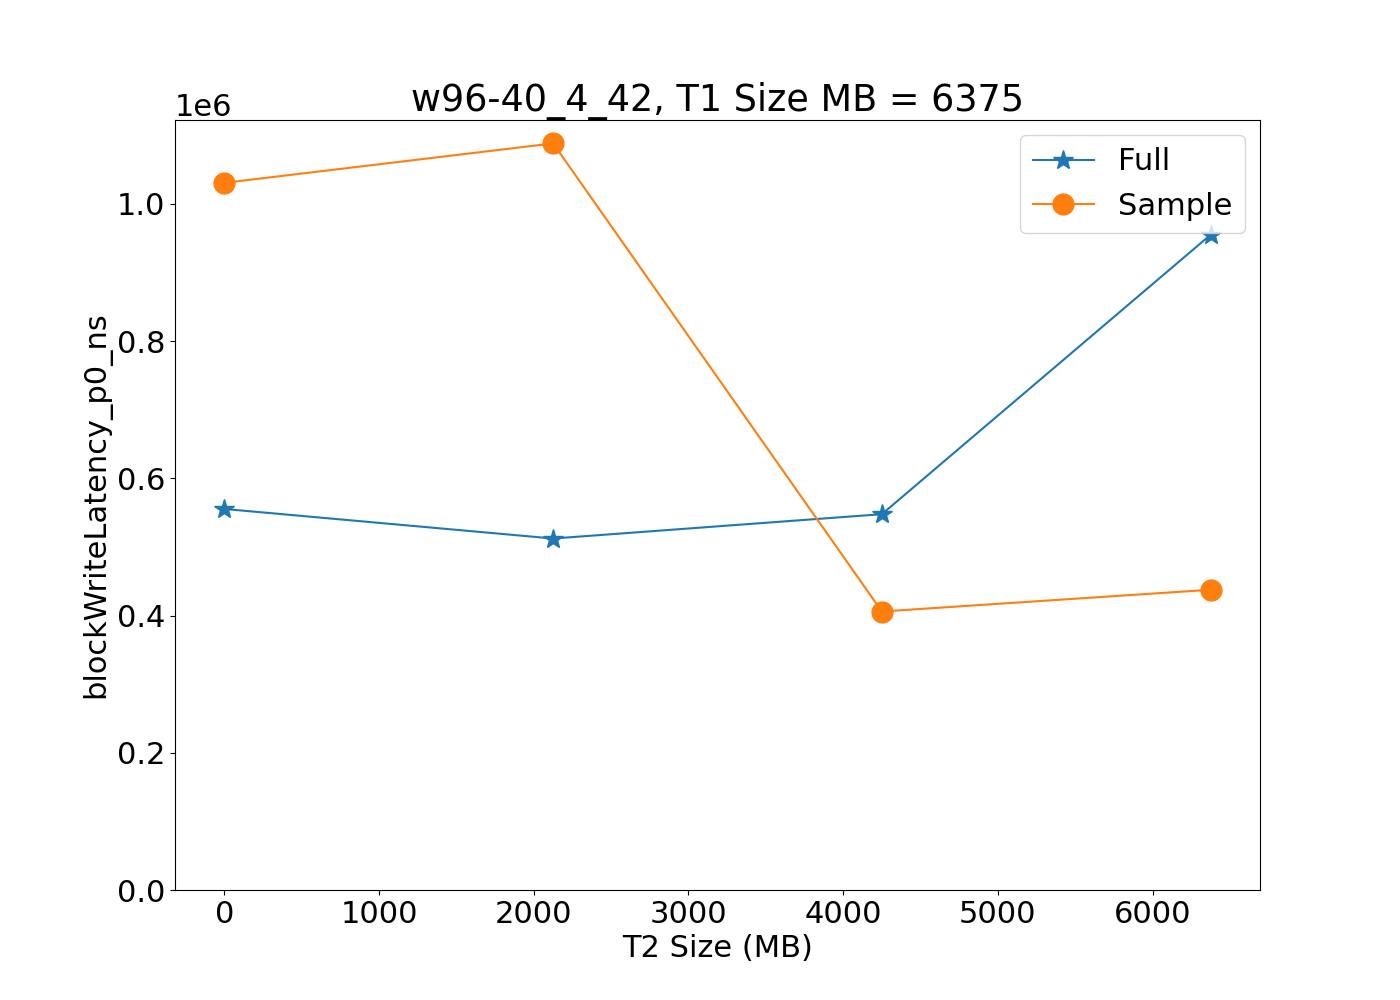 w96-40_4_42, T1 Size MB = 6375
1e6
Full
Sample
1.0
0.8
0.6
0.4
0.2
0.0
blockWriteLatency_p0_ns
0 1000 2000 3000 4000 5000 6000
T2 Size (MB)